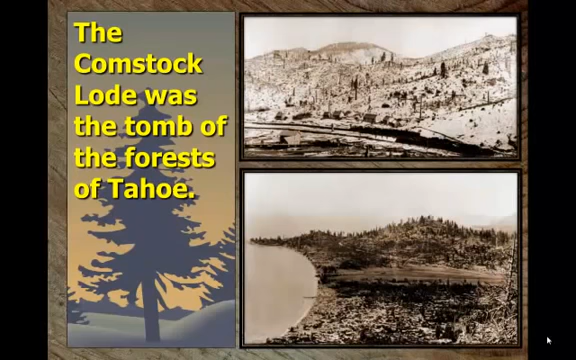 The
Comstock
Lode was
the tomb of
the forests
of Tahoe.